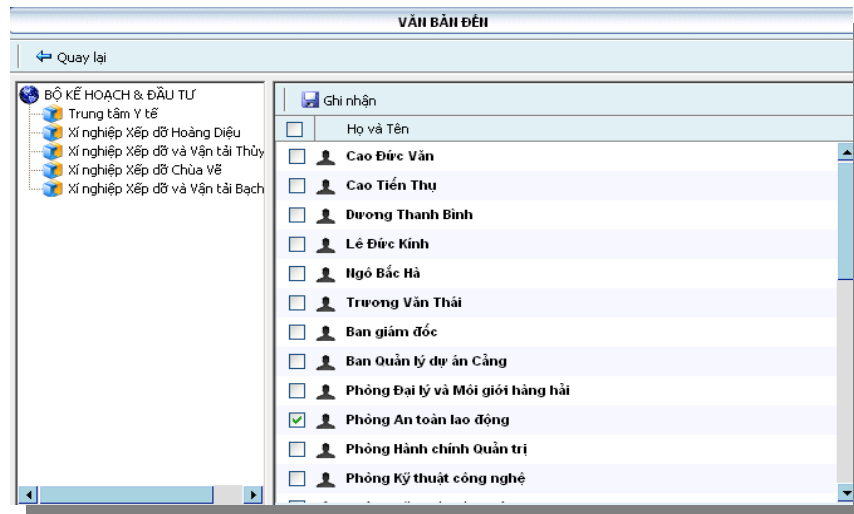 VĂN BẢN ĐẾN
Quay lại
BỘ KẾ HOẠCH & ĐẦU TƯ
Trung tâm Y tế
Xí nghiệp Xếp dỡ Hoàng Diệu
Xí nghiệp Xếp dỡ và Vận tải Thủy
Xí nghiệp Xếp dỡ Chùa Vẽ
Xí nghiệp Xếp dỡ và Vận tải Bạch
Ghi nhận
Họ và Tên
Cao Đức Văn
Cao Tiến Thụ
Dương Thanh Bình
Lê Đức Kính
Ngô Bắc Hà
Trương Văn Thái
Ban giám đốc
Ban Quản lý dự án Cảng
Phòng Đại lý và Môi giới hàng hải
Phòng An toàn lao động
Phòng Hành chính Quản trị
Phòng Kỹ thuật công nghệ